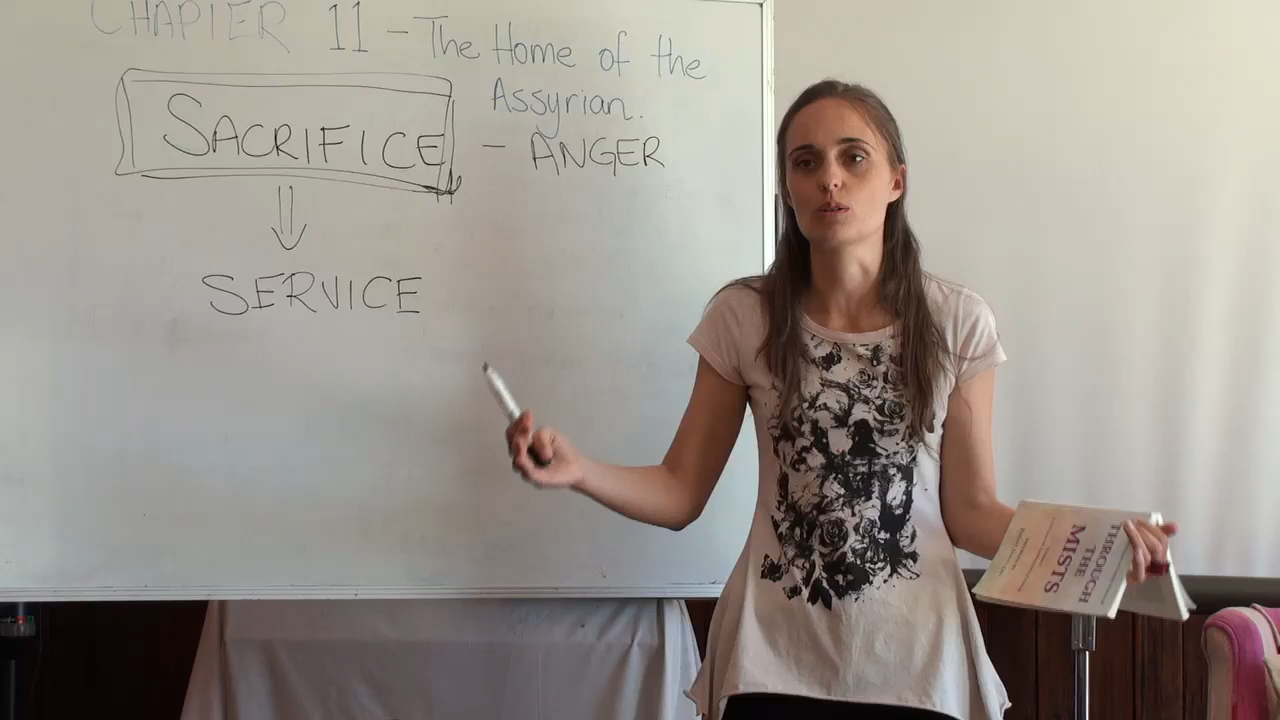 CHAPTER 11 - The Home of the
Assyrian.
SACRIFICE - ANGER
SERVICE
THROUGH
THE
MISTS